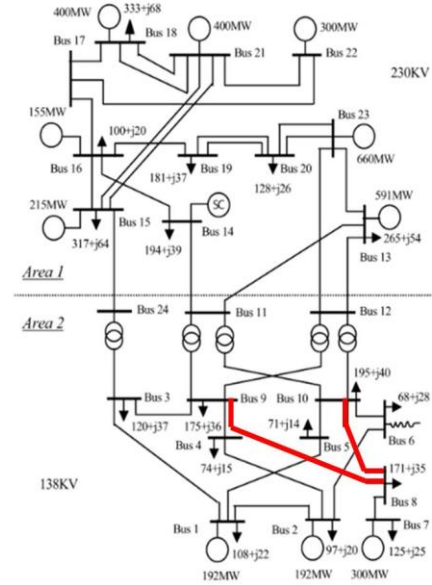 333+j68
400MW
Bus 18
400MW
300MW
Bus 17
Bus 21
Bus 22
230KV
155MW
100+j20
Bus 23
Bus 16
181+j37
Bus 19
Bus 20
660MW
128+j26
215MW
SC
591MW
Bus 15
317+j64
194+j39
Bus 14
265+j54
Bus 13
Area 1
Area 2
Bus 24
Bus 11
Bus 12
195+j40
Bus 3
Bus 9
Bus 10
68+j28
120+j37
175+j36
71+j14
Bus 4
Bus 5
Bus 6
74+j15
171+j35
138KV
Bus 8
Bus 1
Bus 2
Bus 7
108+j22
97+j20
125+j25
192MW
192MW
300MW